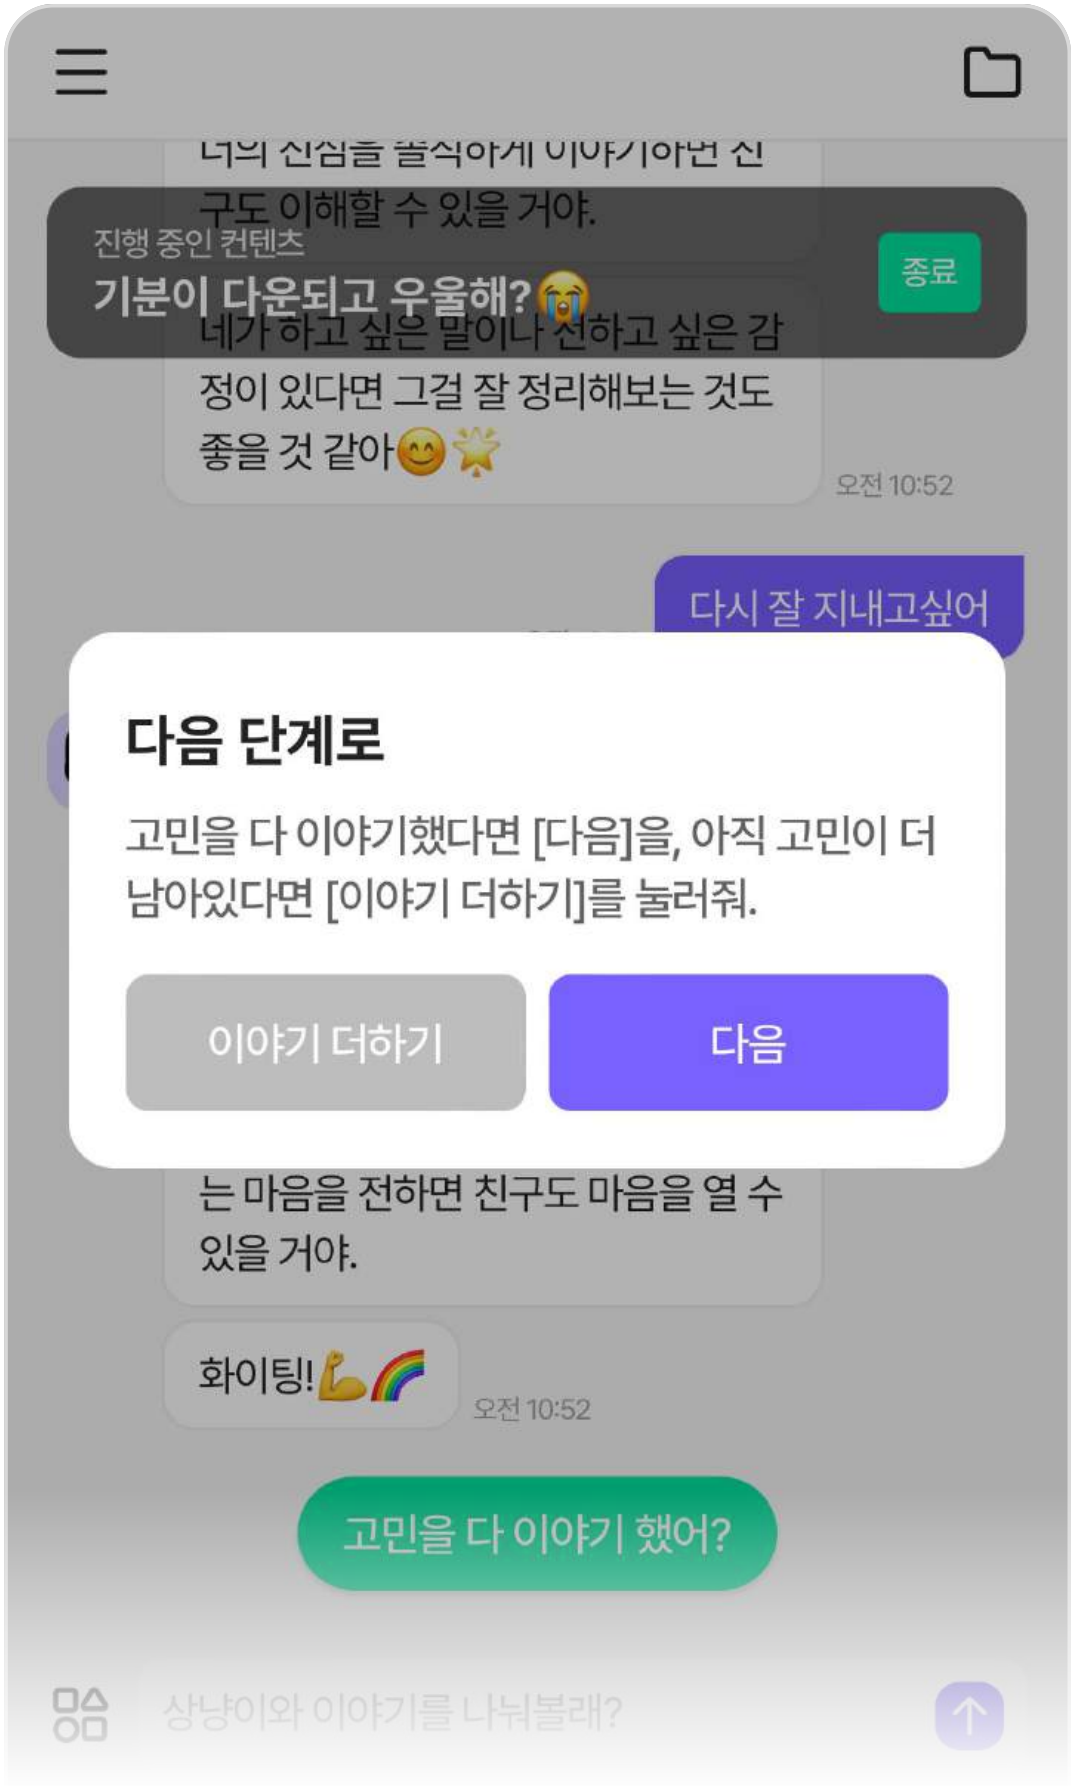 너의 진심을 솔직하게 이야기하면 친
구도 이해할 수 있을 거야.
진행 중인 컨텐츠
기분이 다운되고 우울해?😭
종료
네가 하고 싶은 말이나 전하고 싶은 감
정이 있다면 그걸 잘 정리해보는 것도
좋을 것 같아😊🌟
오전 10:52
다시 잘 지내고싶어
다음 단계로
고민을 다 이야기했다면 [다음]을, 아직 고민이 더
남아있다면 [이야기 더하기]를 눌러줘.
이야기 더하기
다음
는 마음을 전하면 친구도 마음을 열 수
있을 거야.
화이팅!💪🌈
오전 10:52
고민을 다 이야기 했어?
상냥이와 이야기를 나눠볼래?